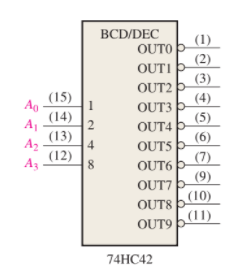 BCD/DEC
OUT0 (1)
OUT1 (2)
OUT2 (3)
A0 (15) 1 OUT3 (4)
A1 (14) 2 OUT4 (5)
A2 (13) 4 OUT5 (6)
A3 (12) 8 OUT6 (7)
OUT7 (9)
OUT8 (10)
OUT9 (11)
74HC42